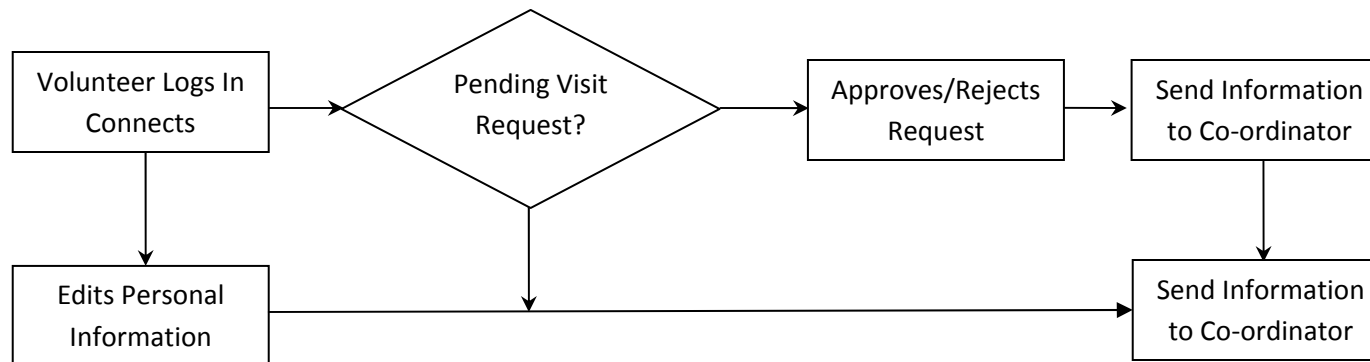 Volunteer Logs In
Connects
Pending Visit
Request?
Approves/Rejects
Request
Send Information
to Co-ordinator
Edits Personal
Information
Send Information
to Co-ordinator